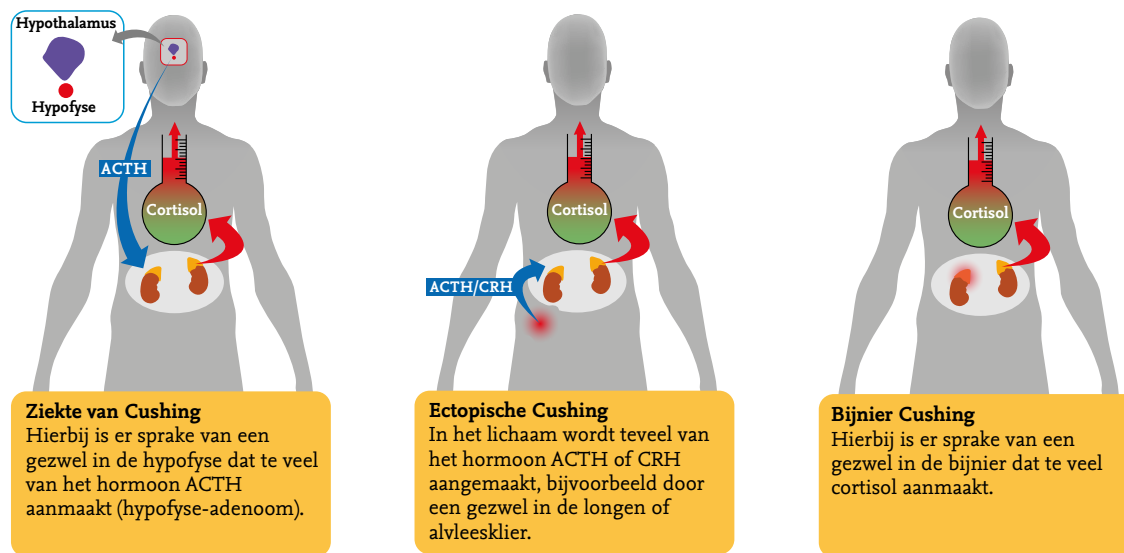 Hypothalamus
Hypofyse
ACTH
Cortisol
Ziekte van Cushing
Hierbij is er sprake van een
gezwel in de hypofyse dat te veel
van het hormoon ACTH
aanmaakt (hypofyse-adenoom).
Cortisol
ACTH/CRH
Ectopische Cushing
In het lichaam wordt teveel van
het hormoon ACTH of CRH
aangemaakt, bijvoorbeeld door
een gezwel in de longen of
alvleesklier.
Cortisol
Bijnier Cushing
Hierbij is er sprake van een
gezwel in de bijnier dat te veel
cortisol aanmaakt.